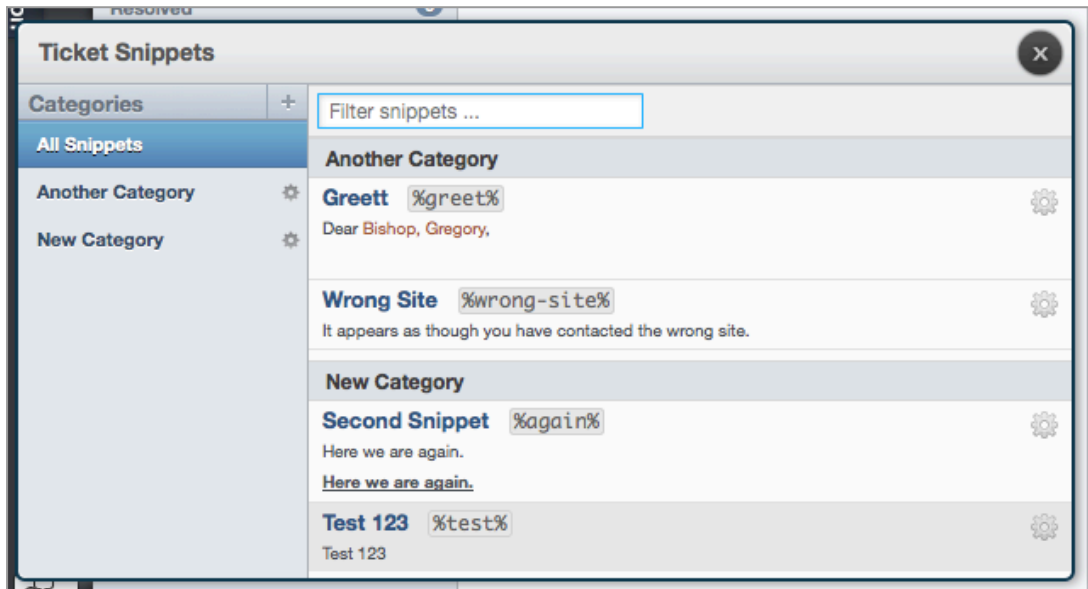 Resolved
Ticket Snippets
x
Categories +
All Snippets
Another Category
New Category
Filter snippets ...
Another Category
Greett %greet%
Dear Bishop, Gregory,
Wrong Site %wrong-site%
It appears as though you have contacted the wrong site.
New Category
Second Snippet %again%
Here we are again.
Here we are again.
Test 123 %test%
Test 123